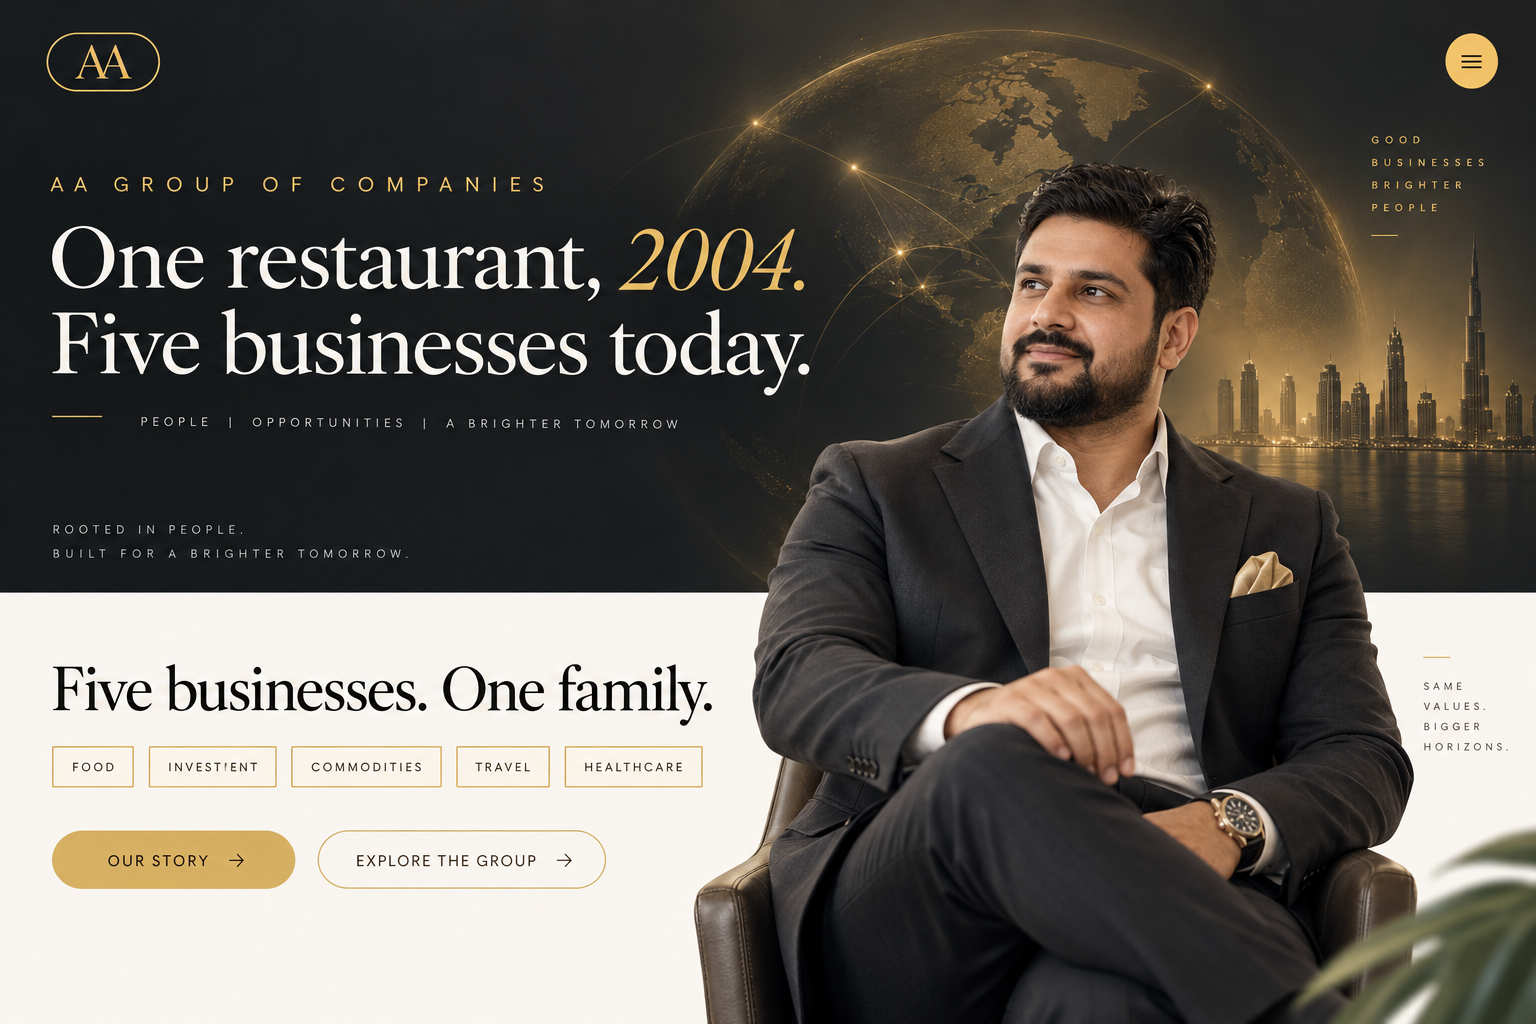 AA
GOOD
BUSINESSES
BRIGHTER
PEOPLE
AA GROUP OF COMPANIES
One restaurant, 2004.
Five businesses today.
PEOPLE | OPPORTUNITIES | A BRIGHTER TOMORROW
ROOTED IN PEOPLE.
BUILT FOR A BRIGHTER TOMORROW.
Five businesses. One family.
FOOD
COMMODITIES
TRAVEL
HEALTHCARE
SAME
VALUES.
BIGGER
HORIZONS.
OUR STORY →
EXPLORE THE GROUP →